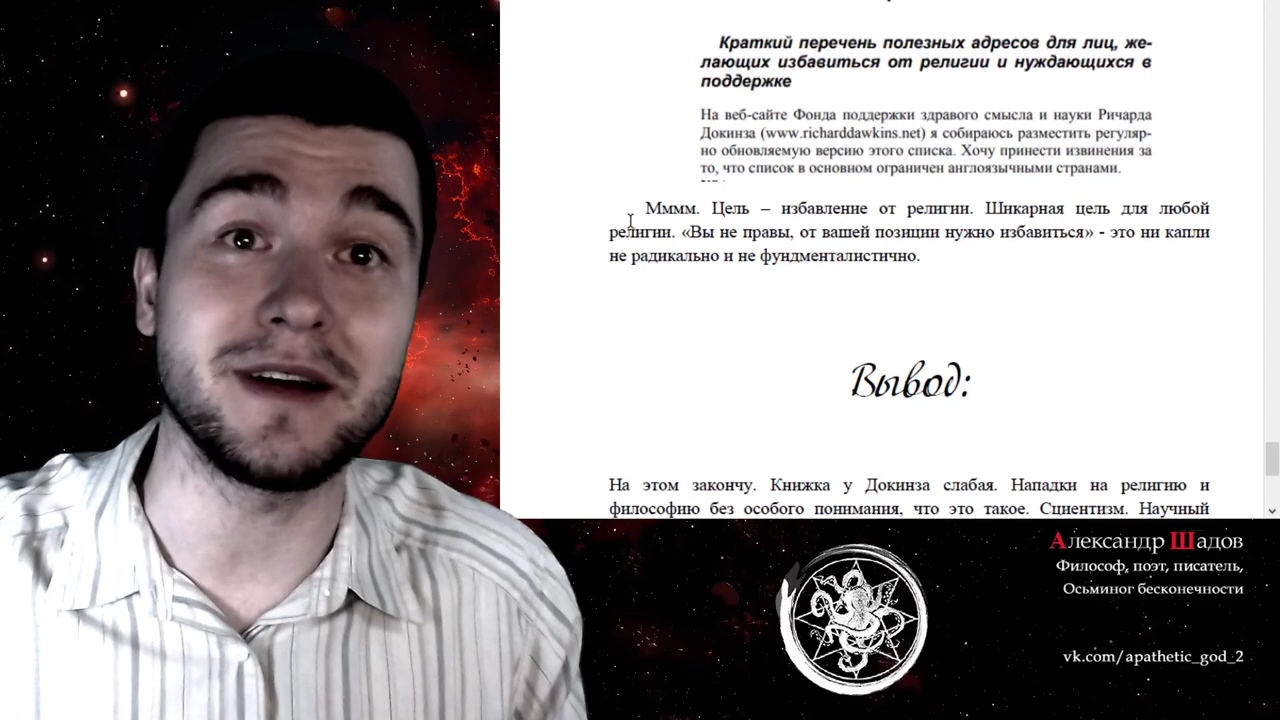 Краткий перечень полезных адресов для лиц, же-
лающих избавиться от религии и нуждающихся в
поддержке
На веб-сайте Фонда поддержки здравого смысла и науки Ричарда
Докинза (www.richarddawkins.net) я собираюсь разместить регуляр-
но обновляемую версию этого списка. Хочу принести извинения за
то, что список в основном ограничен англоязычными странами.
Мммм. Цель – избавление от религии. Шикарная цель для любой
религии. «Вы не правы, от вашей позиции нужно избавиться» - это ни капли
не радикально и не фундменталистично.
Вывод:
На этом закончу. Книжка у Докинза слабая. Нападки на религию и
философию без особого понимания, что это такое. Сциентизм. Научный
Александр Шадов
Философ, поэт, писатель,
Осьминог бесконечности
vk.com/apathetic_god_2